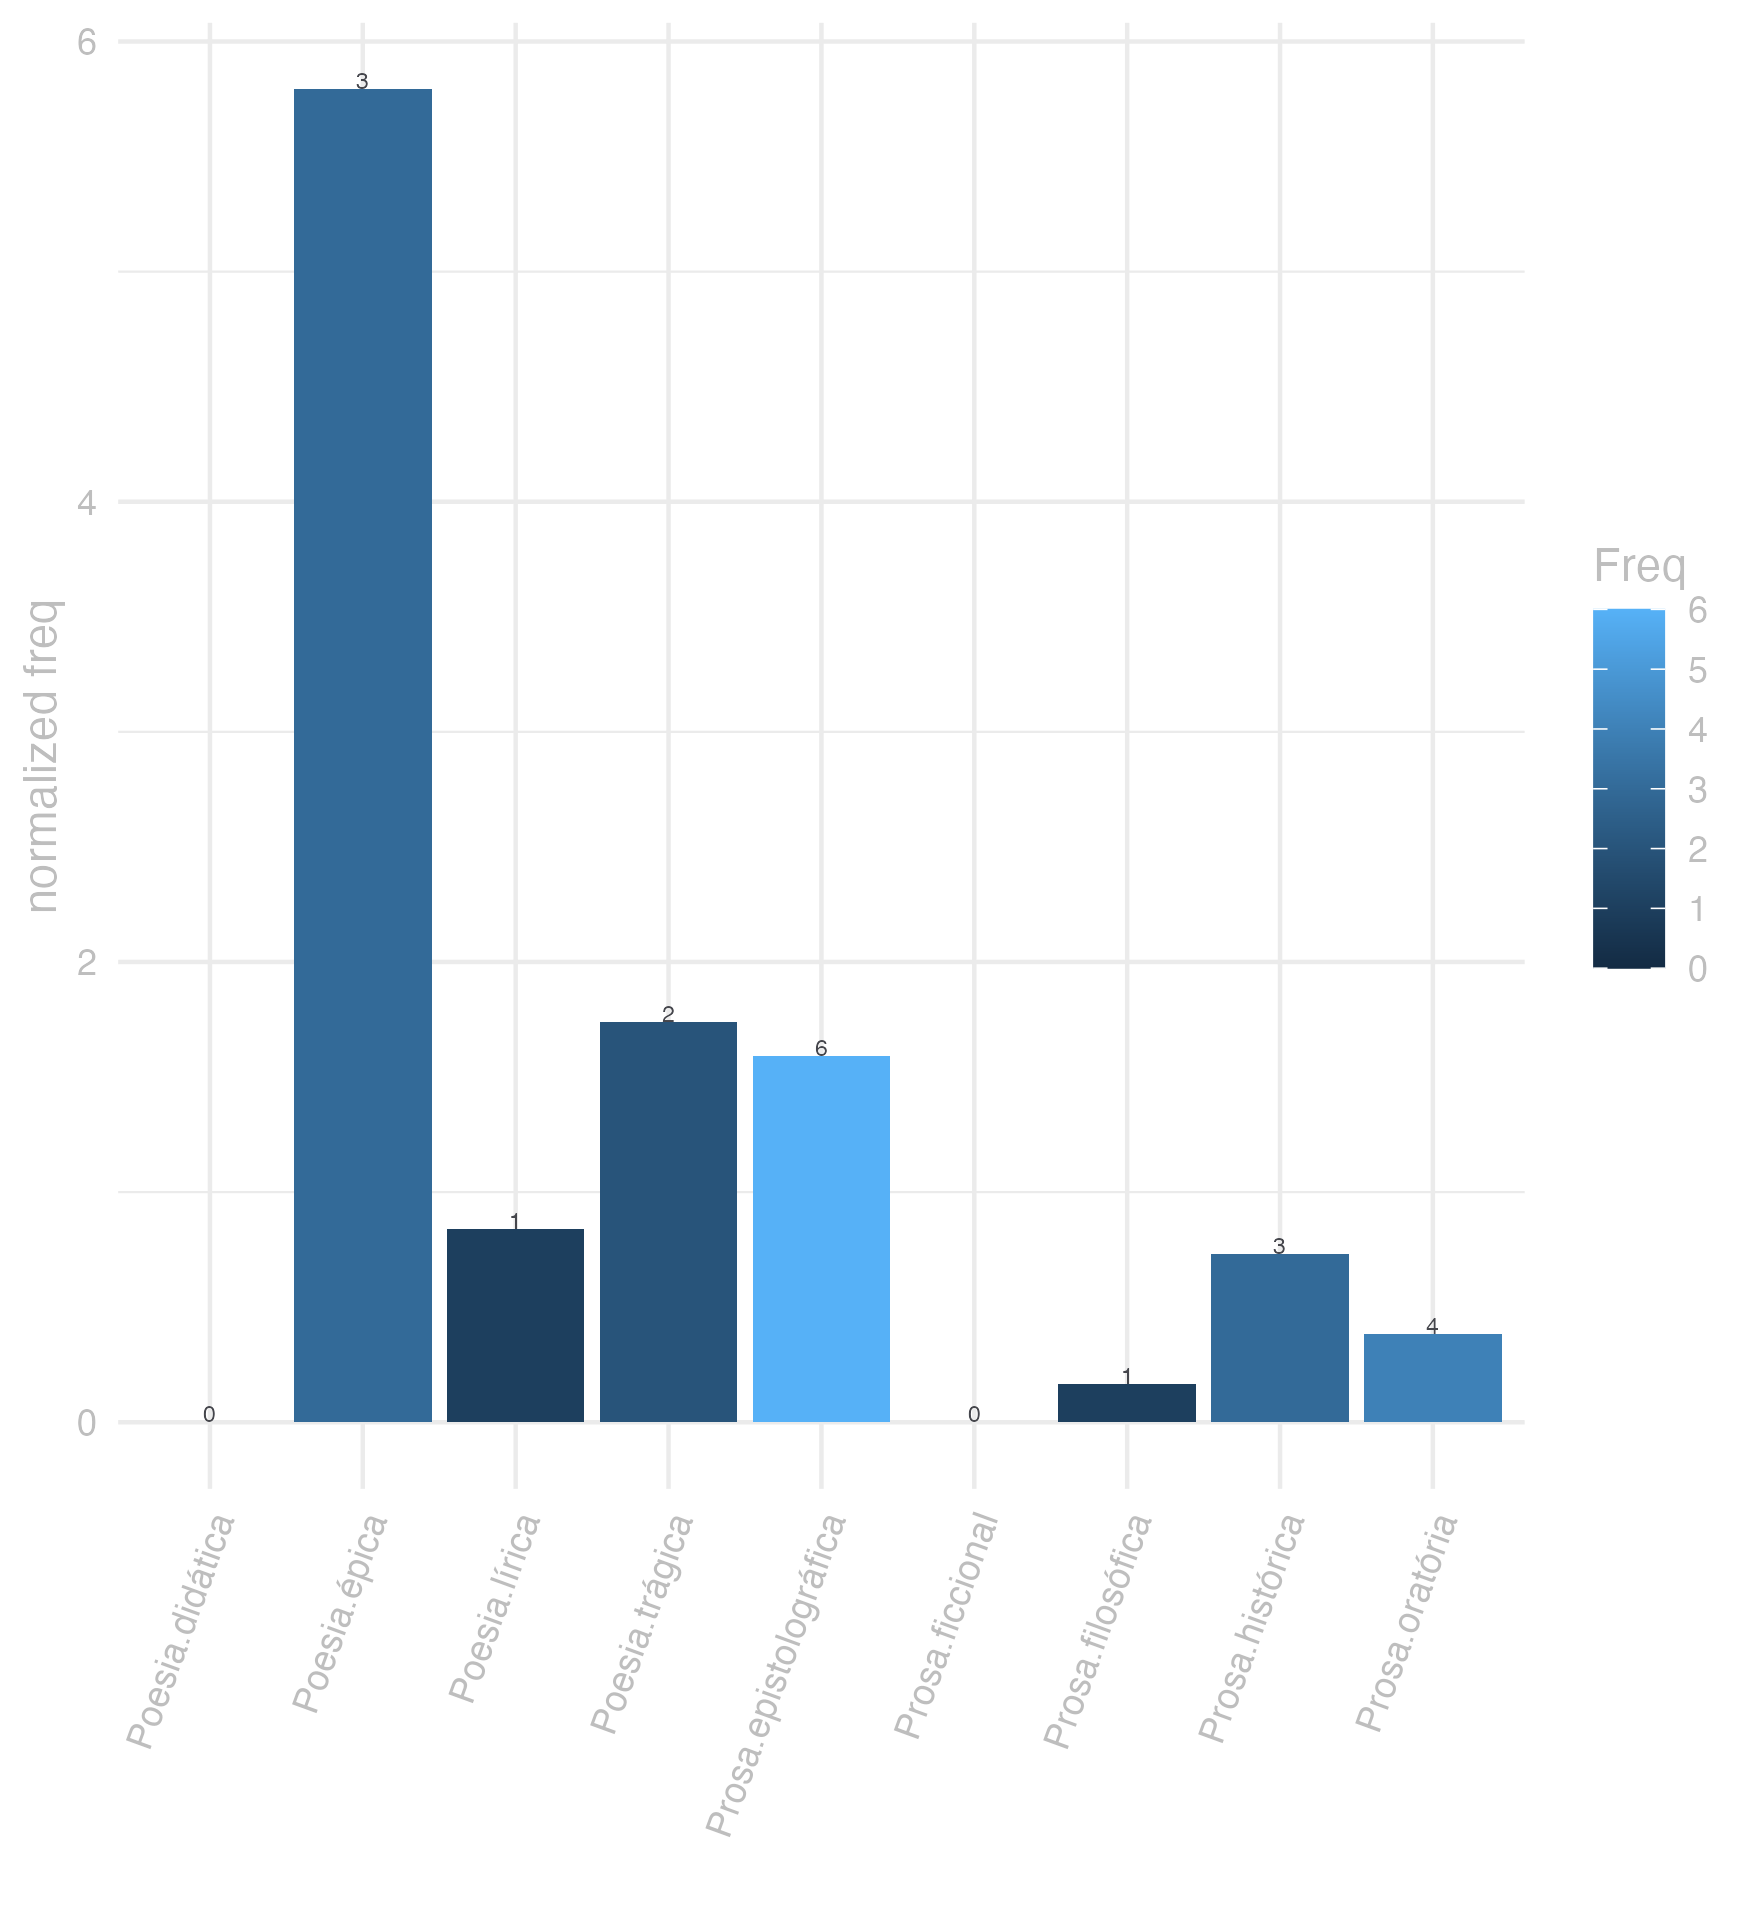 6
4
2
0
normalized freq
3
2
6
1
3
4
1
0
0
Poesia.didática
Poesia.épica
Poesia.lírica
Poesia.trágica
Prosa.epistolográfica
Prosa.ficcional
Prosa.filosófica
Prosa.histórica
Prosa.oratória
Freq
6
5
4
3
2
1
0